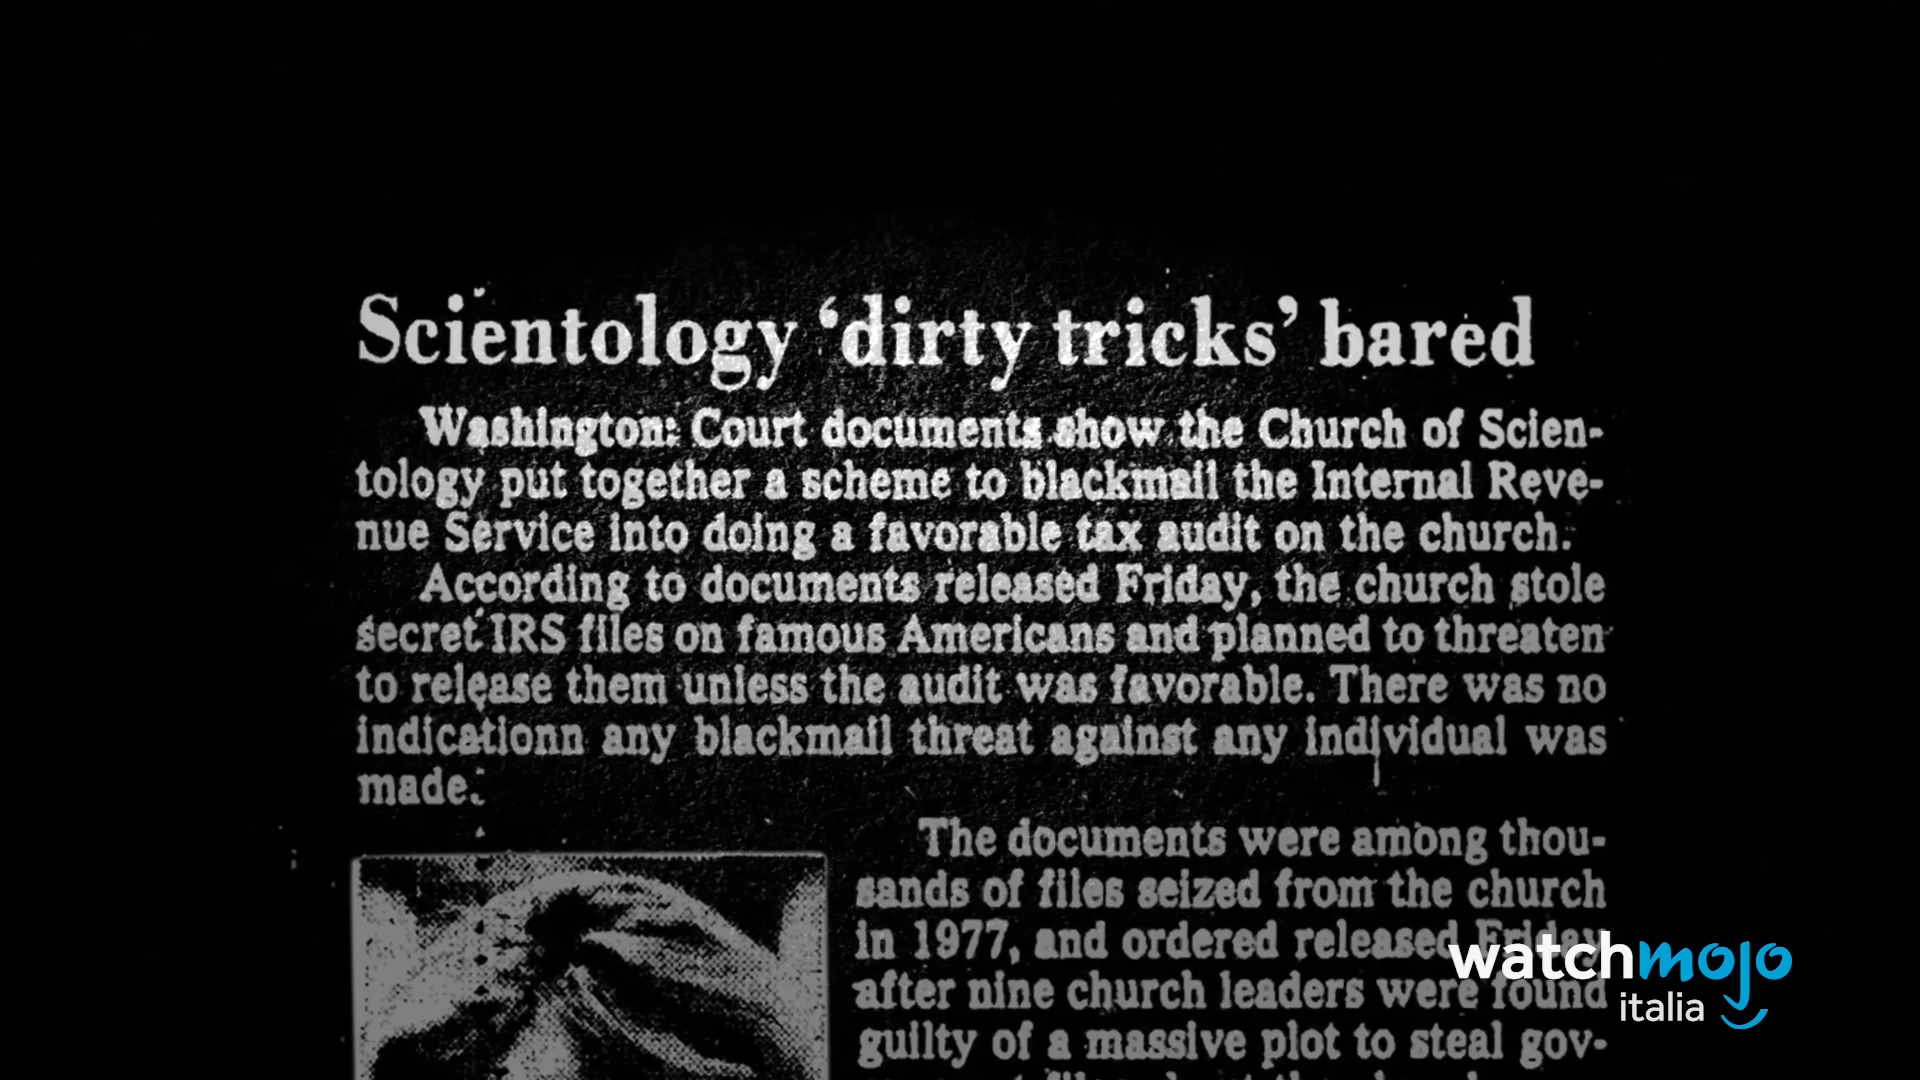 Scientology ‘dirty tricks’ bared
Washington: Court documents show the Church of Scien-
tology put together a scheme to blackmail the Internal Reve-
nue Service into doing a favorable tax audit on the church.
According to documents released Friday, the church stole
secret IRS files on famous Americans and planned to threaten
to release them unless the audit was favorable. There was no
indicationn any blackmail threat against any individual was
made.
The documents were among thou-
sands of files seized from the church
in 1977, and ordered released Friday
after nine church leaders were found
guilty of a massive plot to steal gov-
watchmojo
italia